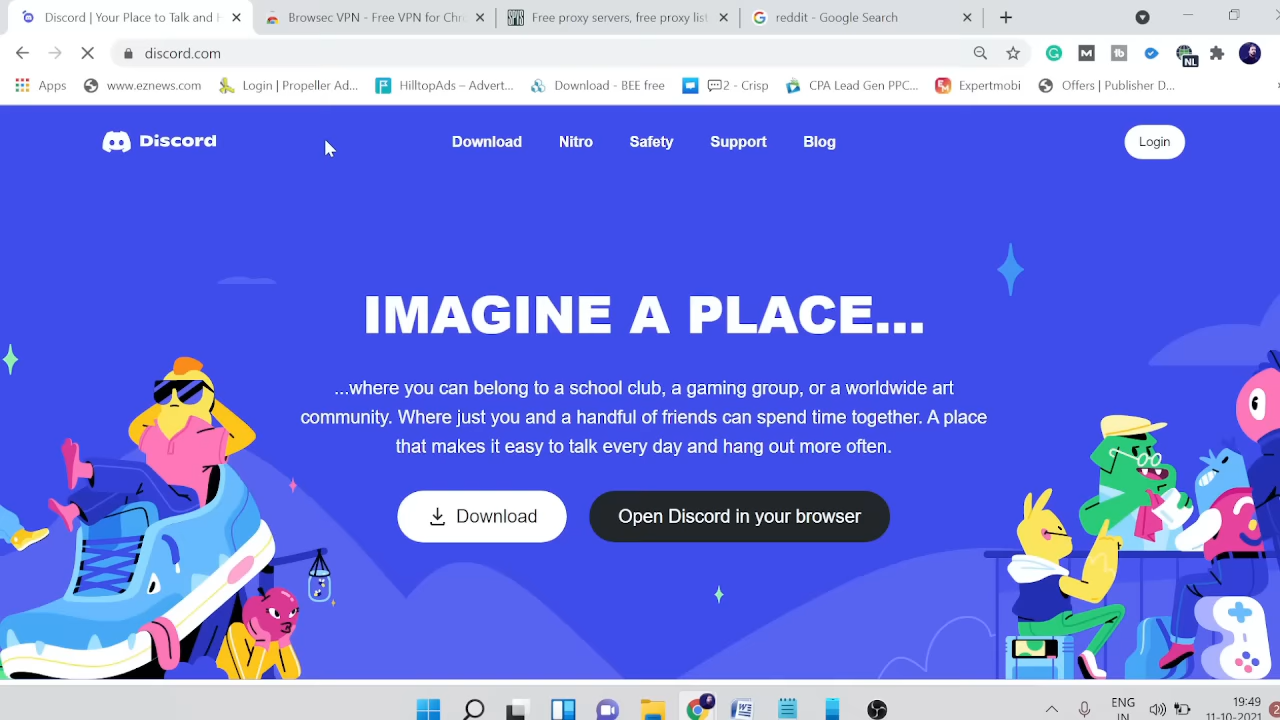 Discord | Your Place to Talk and H
Browsec VPN - Free VPN for Chro
Free proxy servers, free proxy list
reddit - Google Search
discord.com
NL
Apps
www.eznews.com
Login | Propeller Ad...
HilltopAds – Advert...
Download - BEE free
2 - Crisp
CPA Lead Gen PPC...
Expertmobi
Offers | Publisher D...
Discord
Download
Nitro
Safety
Support
Blog
Login
IMAGINE A PLACE...
...where you can belong to a school club, a gaming group, or a worldwide art
community. Where just you and a handful of friends can spend time together. A place
that makes it easy to talk every day and hang out more often.
Download
Open Discord in your browser
ENG
IN
19:49
11-10-2021